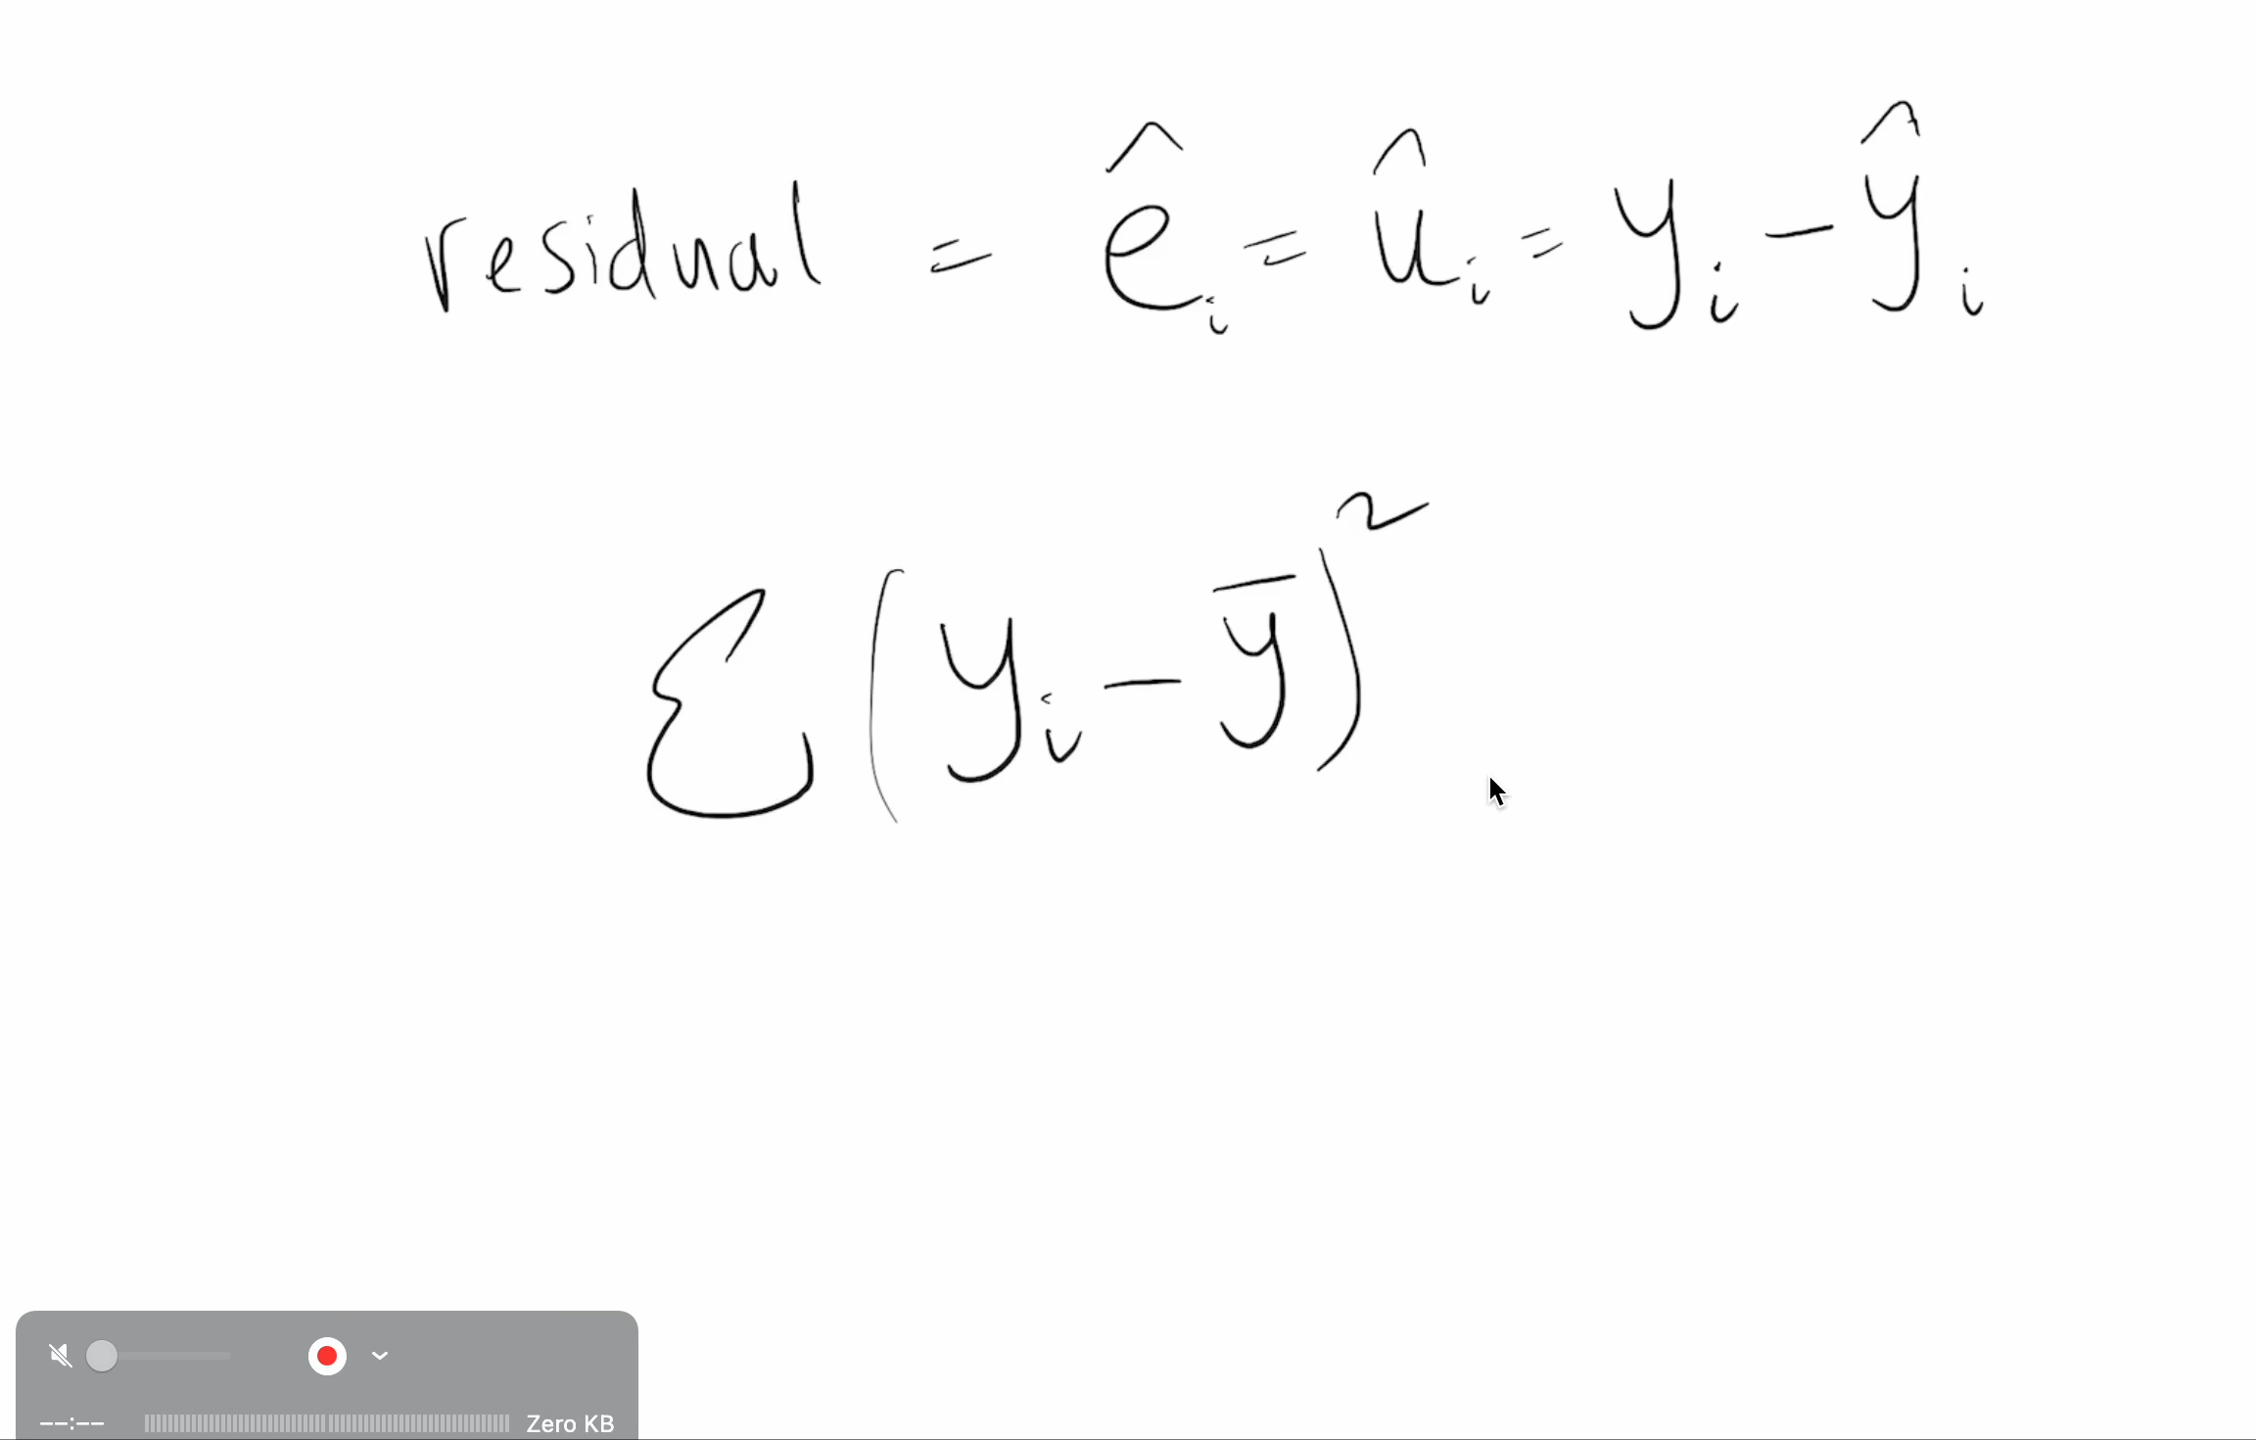 residual = ê_i = û_i = y_i - ŷ_i
Σ(y_i - ȳ)²
--:-- Zero KB